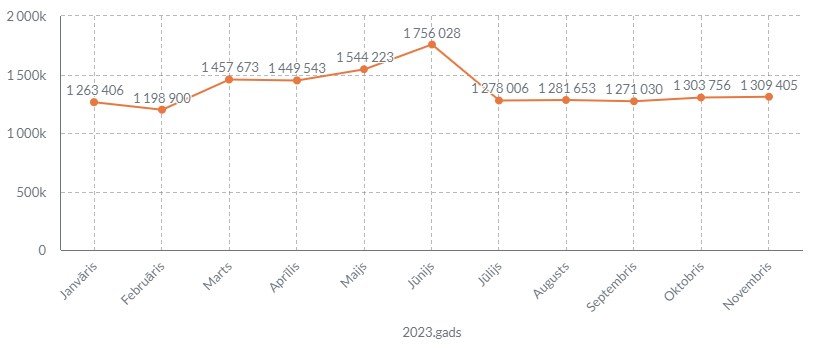 2 000k
1 756 028
1 544 223
1 457 673
1 449 543
1 500k
1 263 406
1 198 900
1 278 006
1 281 653
1 271 030
1 303 756
1 309 405
1 000k
500k
0
Janvāris
Februāris
Marts
Aprīlis
Maijs
Jūnijs
Jūlijs
Augusts
Septembris
Oktobris
Novembris
2023.gads